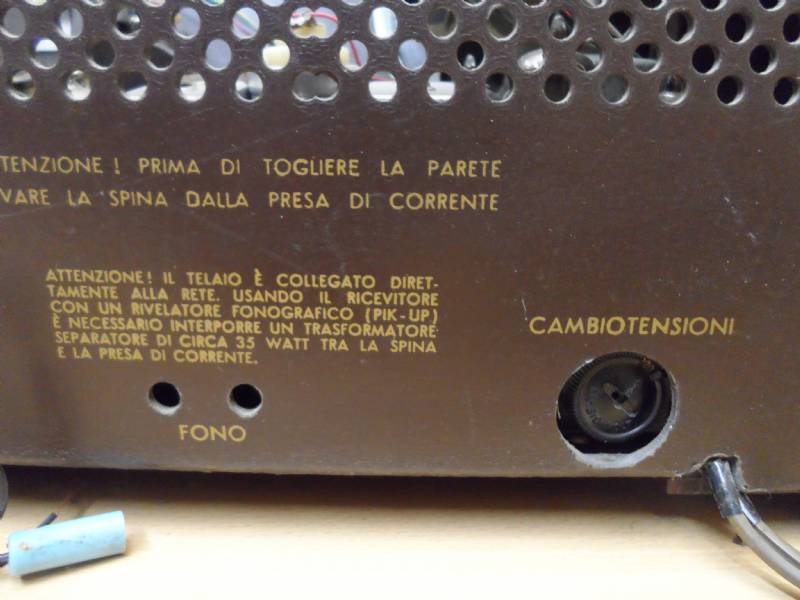 TENZIONE! PRIMA DI TOGLIERE LA PARETE
VARE LA SPINA DALLA PRESA DI CORRENTE
ATTENZIONE! IL TELAIO È COLLEGATO DIRET-
TAMENTE ALLA RETE. USANDO IL RICEVITORE
CON UN RIVELATORE FONOGRAFICO (PIK-UP)
È NECESSARIO INTERPORRE UN TRASFORMATORE
SEPARATORE DI CIRCA 35 WATT TRA LA SPINA
E LA PRESA DI CORRENTE.
CAMBIOTENSIONI
FONO